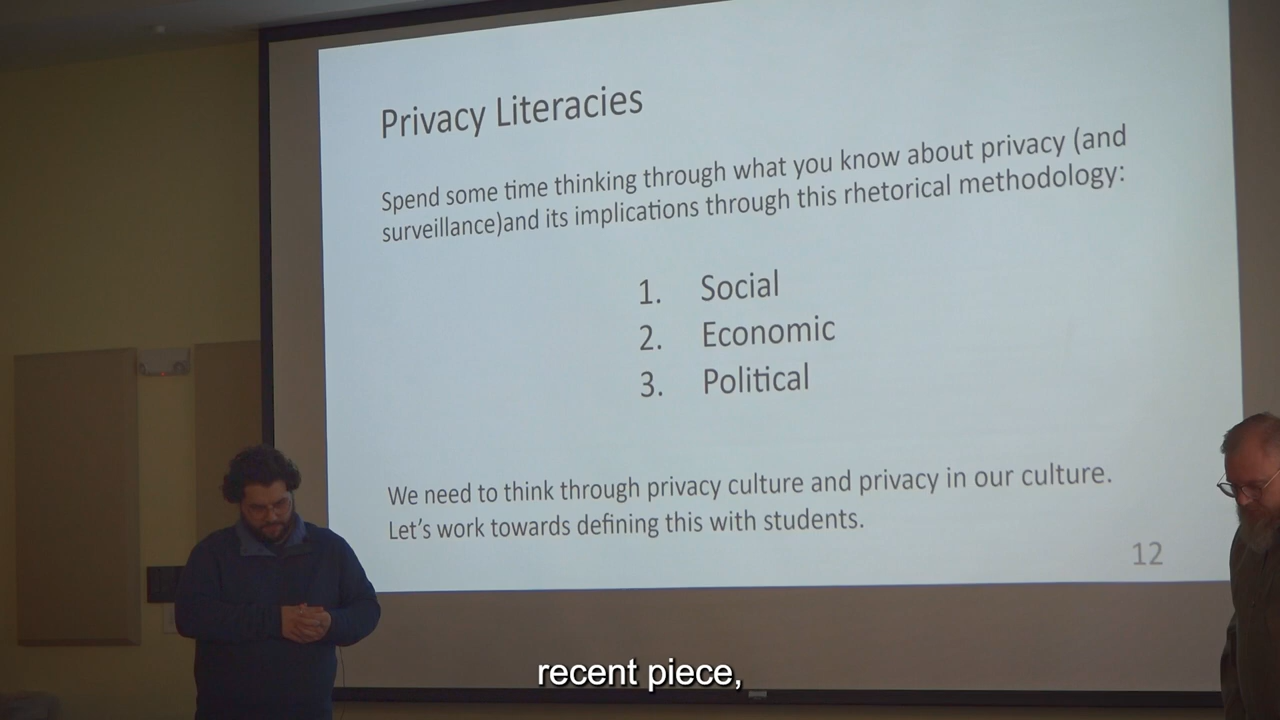 Privacy Literacies
Spend some time thinking through what you know about privacy (and
surveillance)and its implications through this rhetorical methodology:
1. Social
2. Economic
3. Political
We need to think through privacy culture and privacy in our culture.
Let's work towards defining this with students.
12
recent piece,